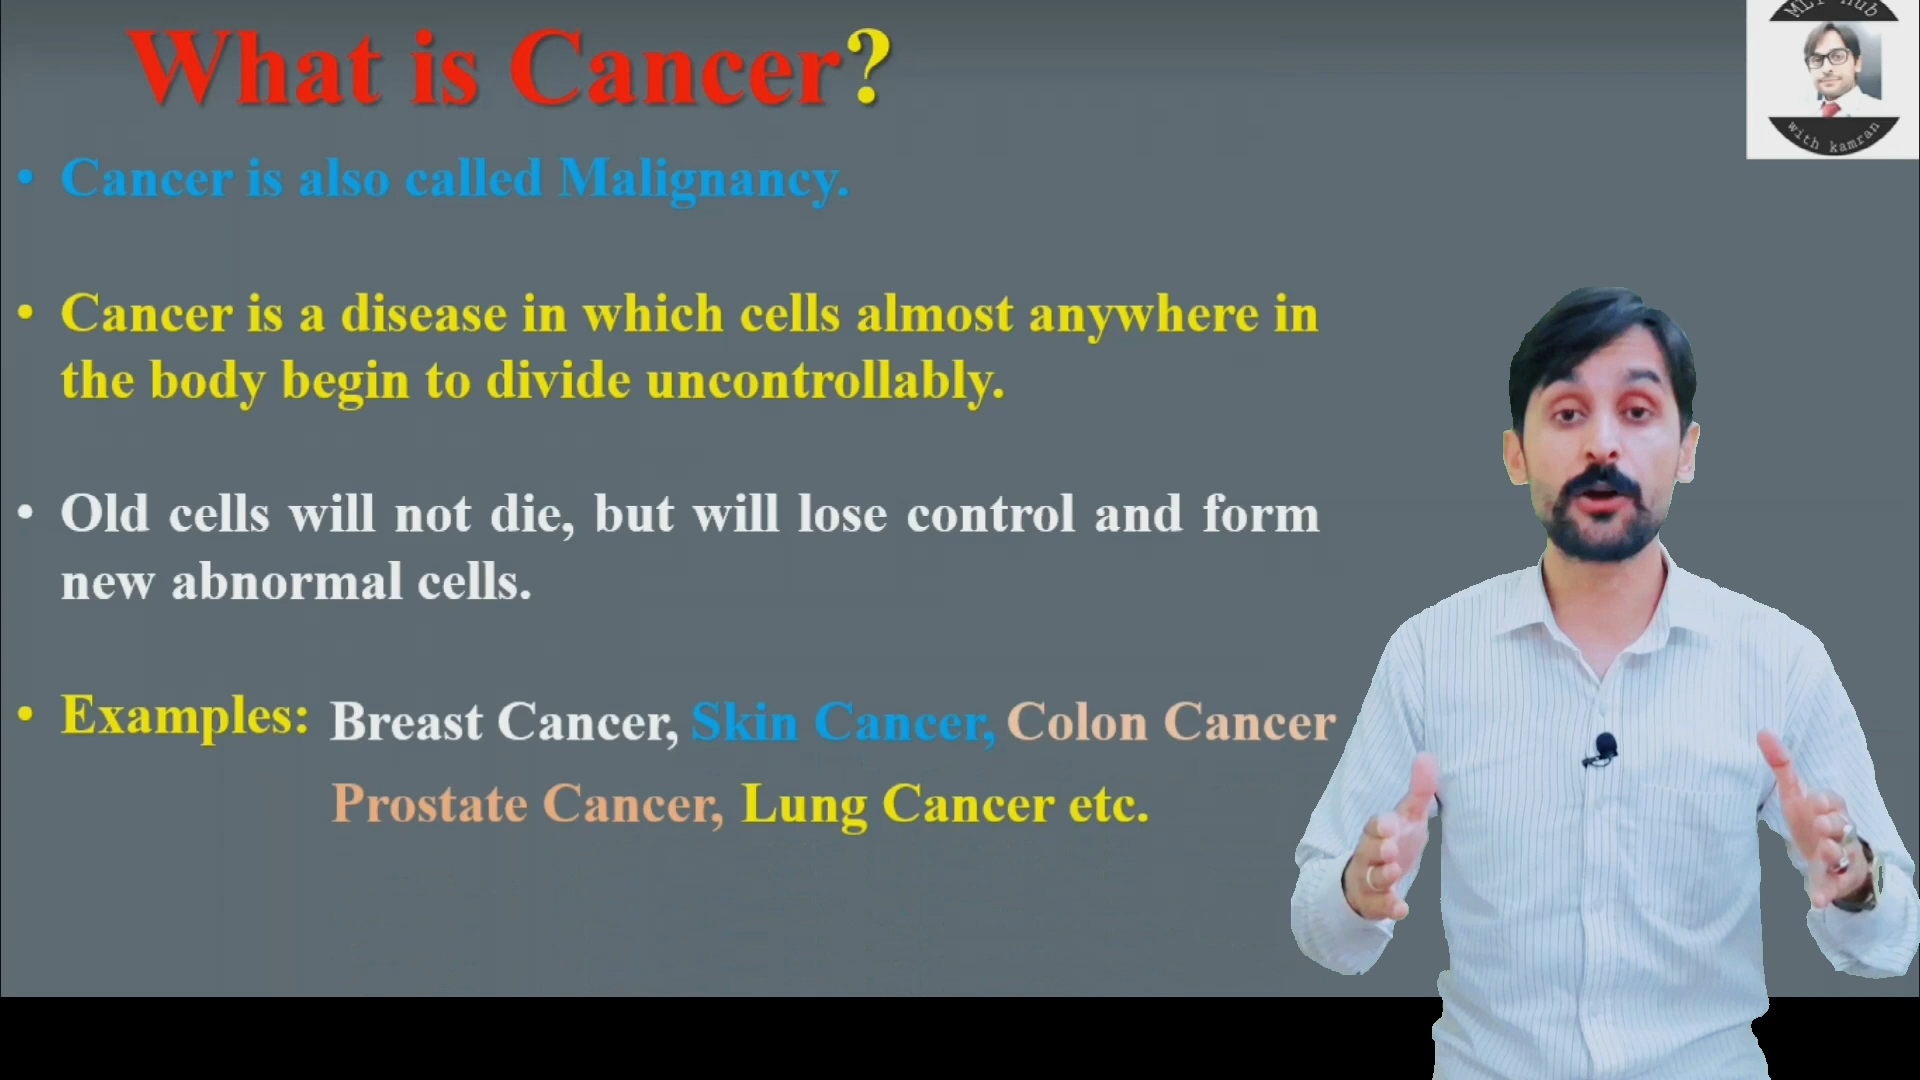 What is Cancer?
MLT hub
with kamran
• Cancer is also called Malignancy.
• Cancer is a disease in which cells almost anywhere in
the body begin to divide uncontrollably.
• Old cells will not die, but will lose control and form
new abnormal cells.
• Examples: Breast Cancer, Skin Cancer, Colon Cancer
Prostate Cancer, Lung Cancer etc.